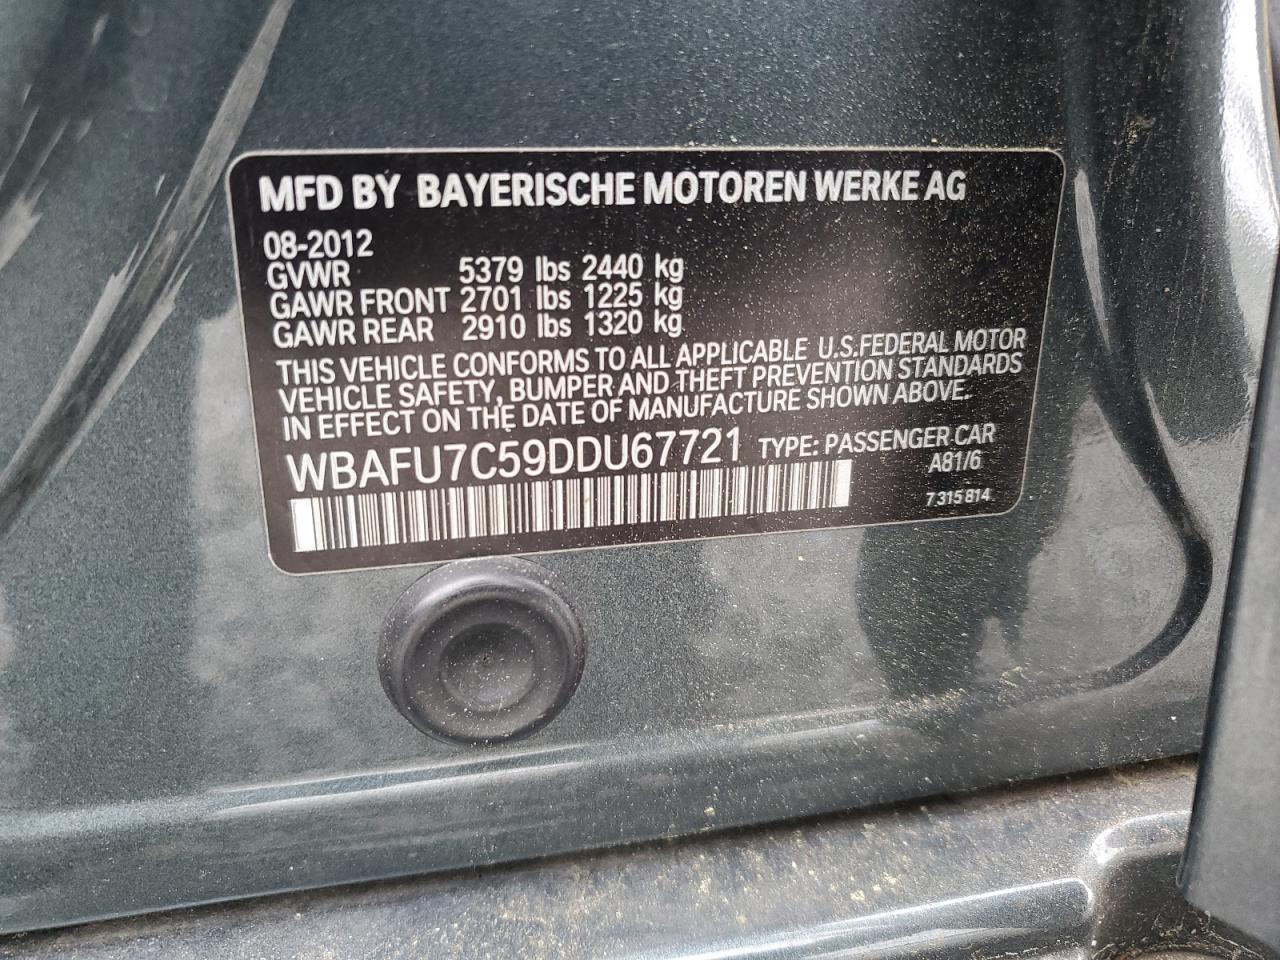 MFD BY BAYERISCHE MOTOREN WERKE AG
08-2012
GVWR 5379 lbs 2440 kg
GAWR FRONT 2701 lbs 1225 kg
GAWR REAR 2910 lbs 1320 kg
THIS VEHICLE CONFORMS TO ALL APPLICABLE U.S.FEDERAL MOTOR
VEHICLE SAFETY, BUMPER AND THEFT PREVENTION STANDARDS
IN EFFECT ON THE DATE OF MANUFACTURE SHOWN ABOVE.
WBAFU7C59DDU67721 TYPE: PASSENGER CAR
A81/6
7 315 814